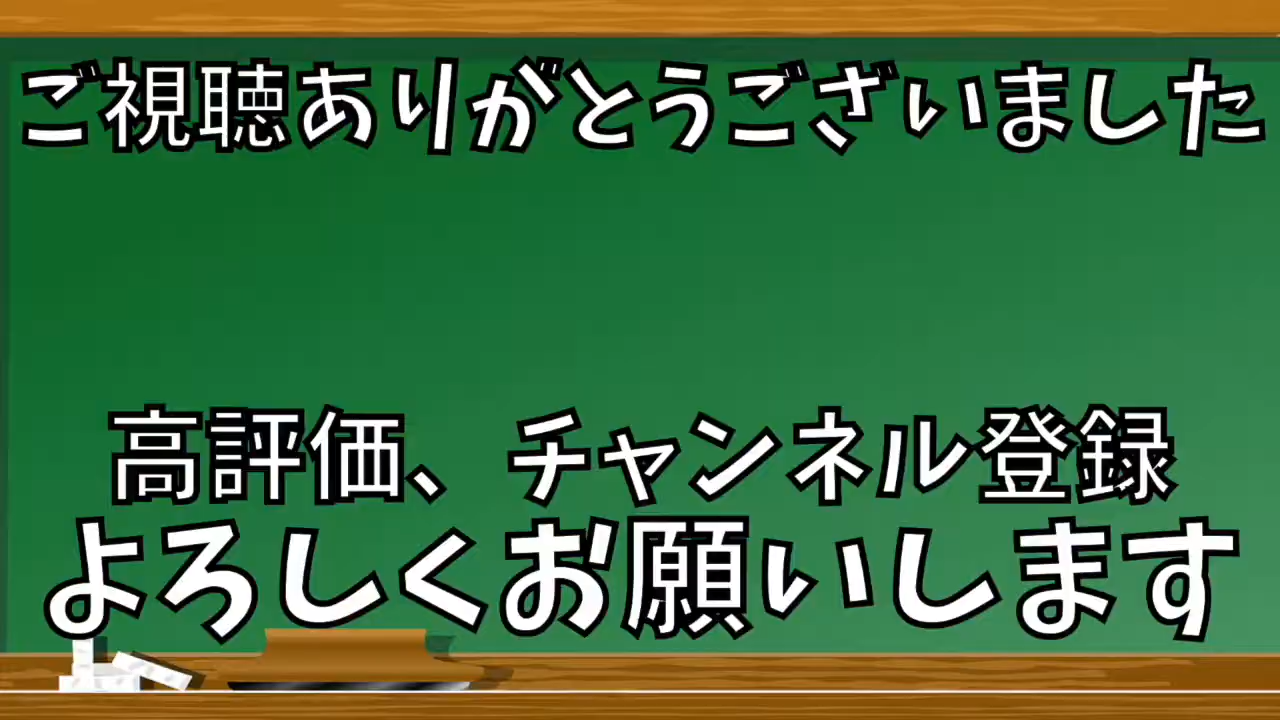 ご視聴ありがとうございました
高評価、チャンネル登録
よろしくお願いします